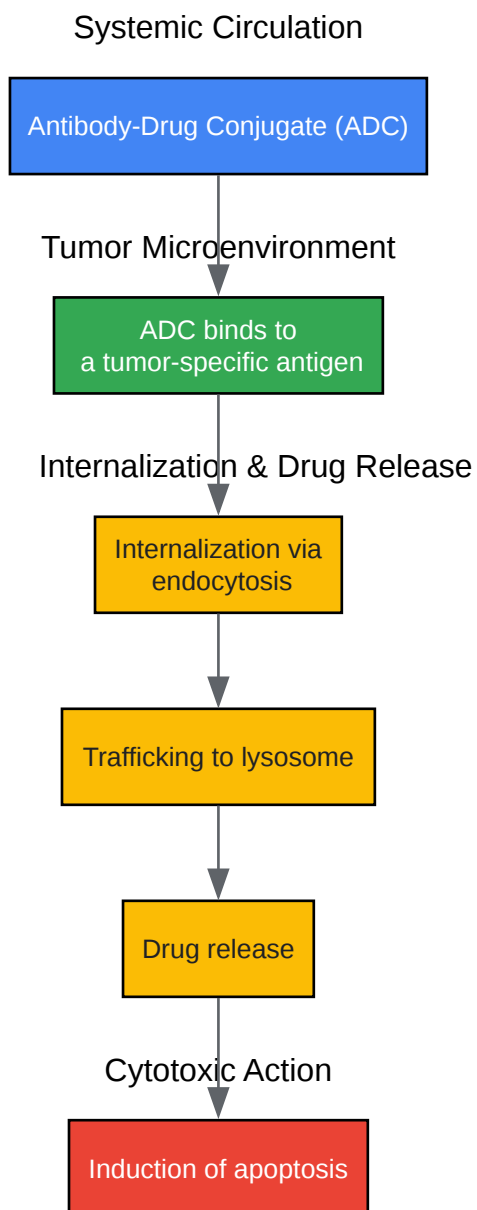 Systemic Circulation
Antibody-Drug Conjugate (ADC)
Tumor Microenvironment
ADC binds to
a tumor-specific antigen
Internalization & Drug Release
Internalization via
endocytosis
Trafficking to lysosome
Drug release
Cytotoxic Action
Induction of apoptosis